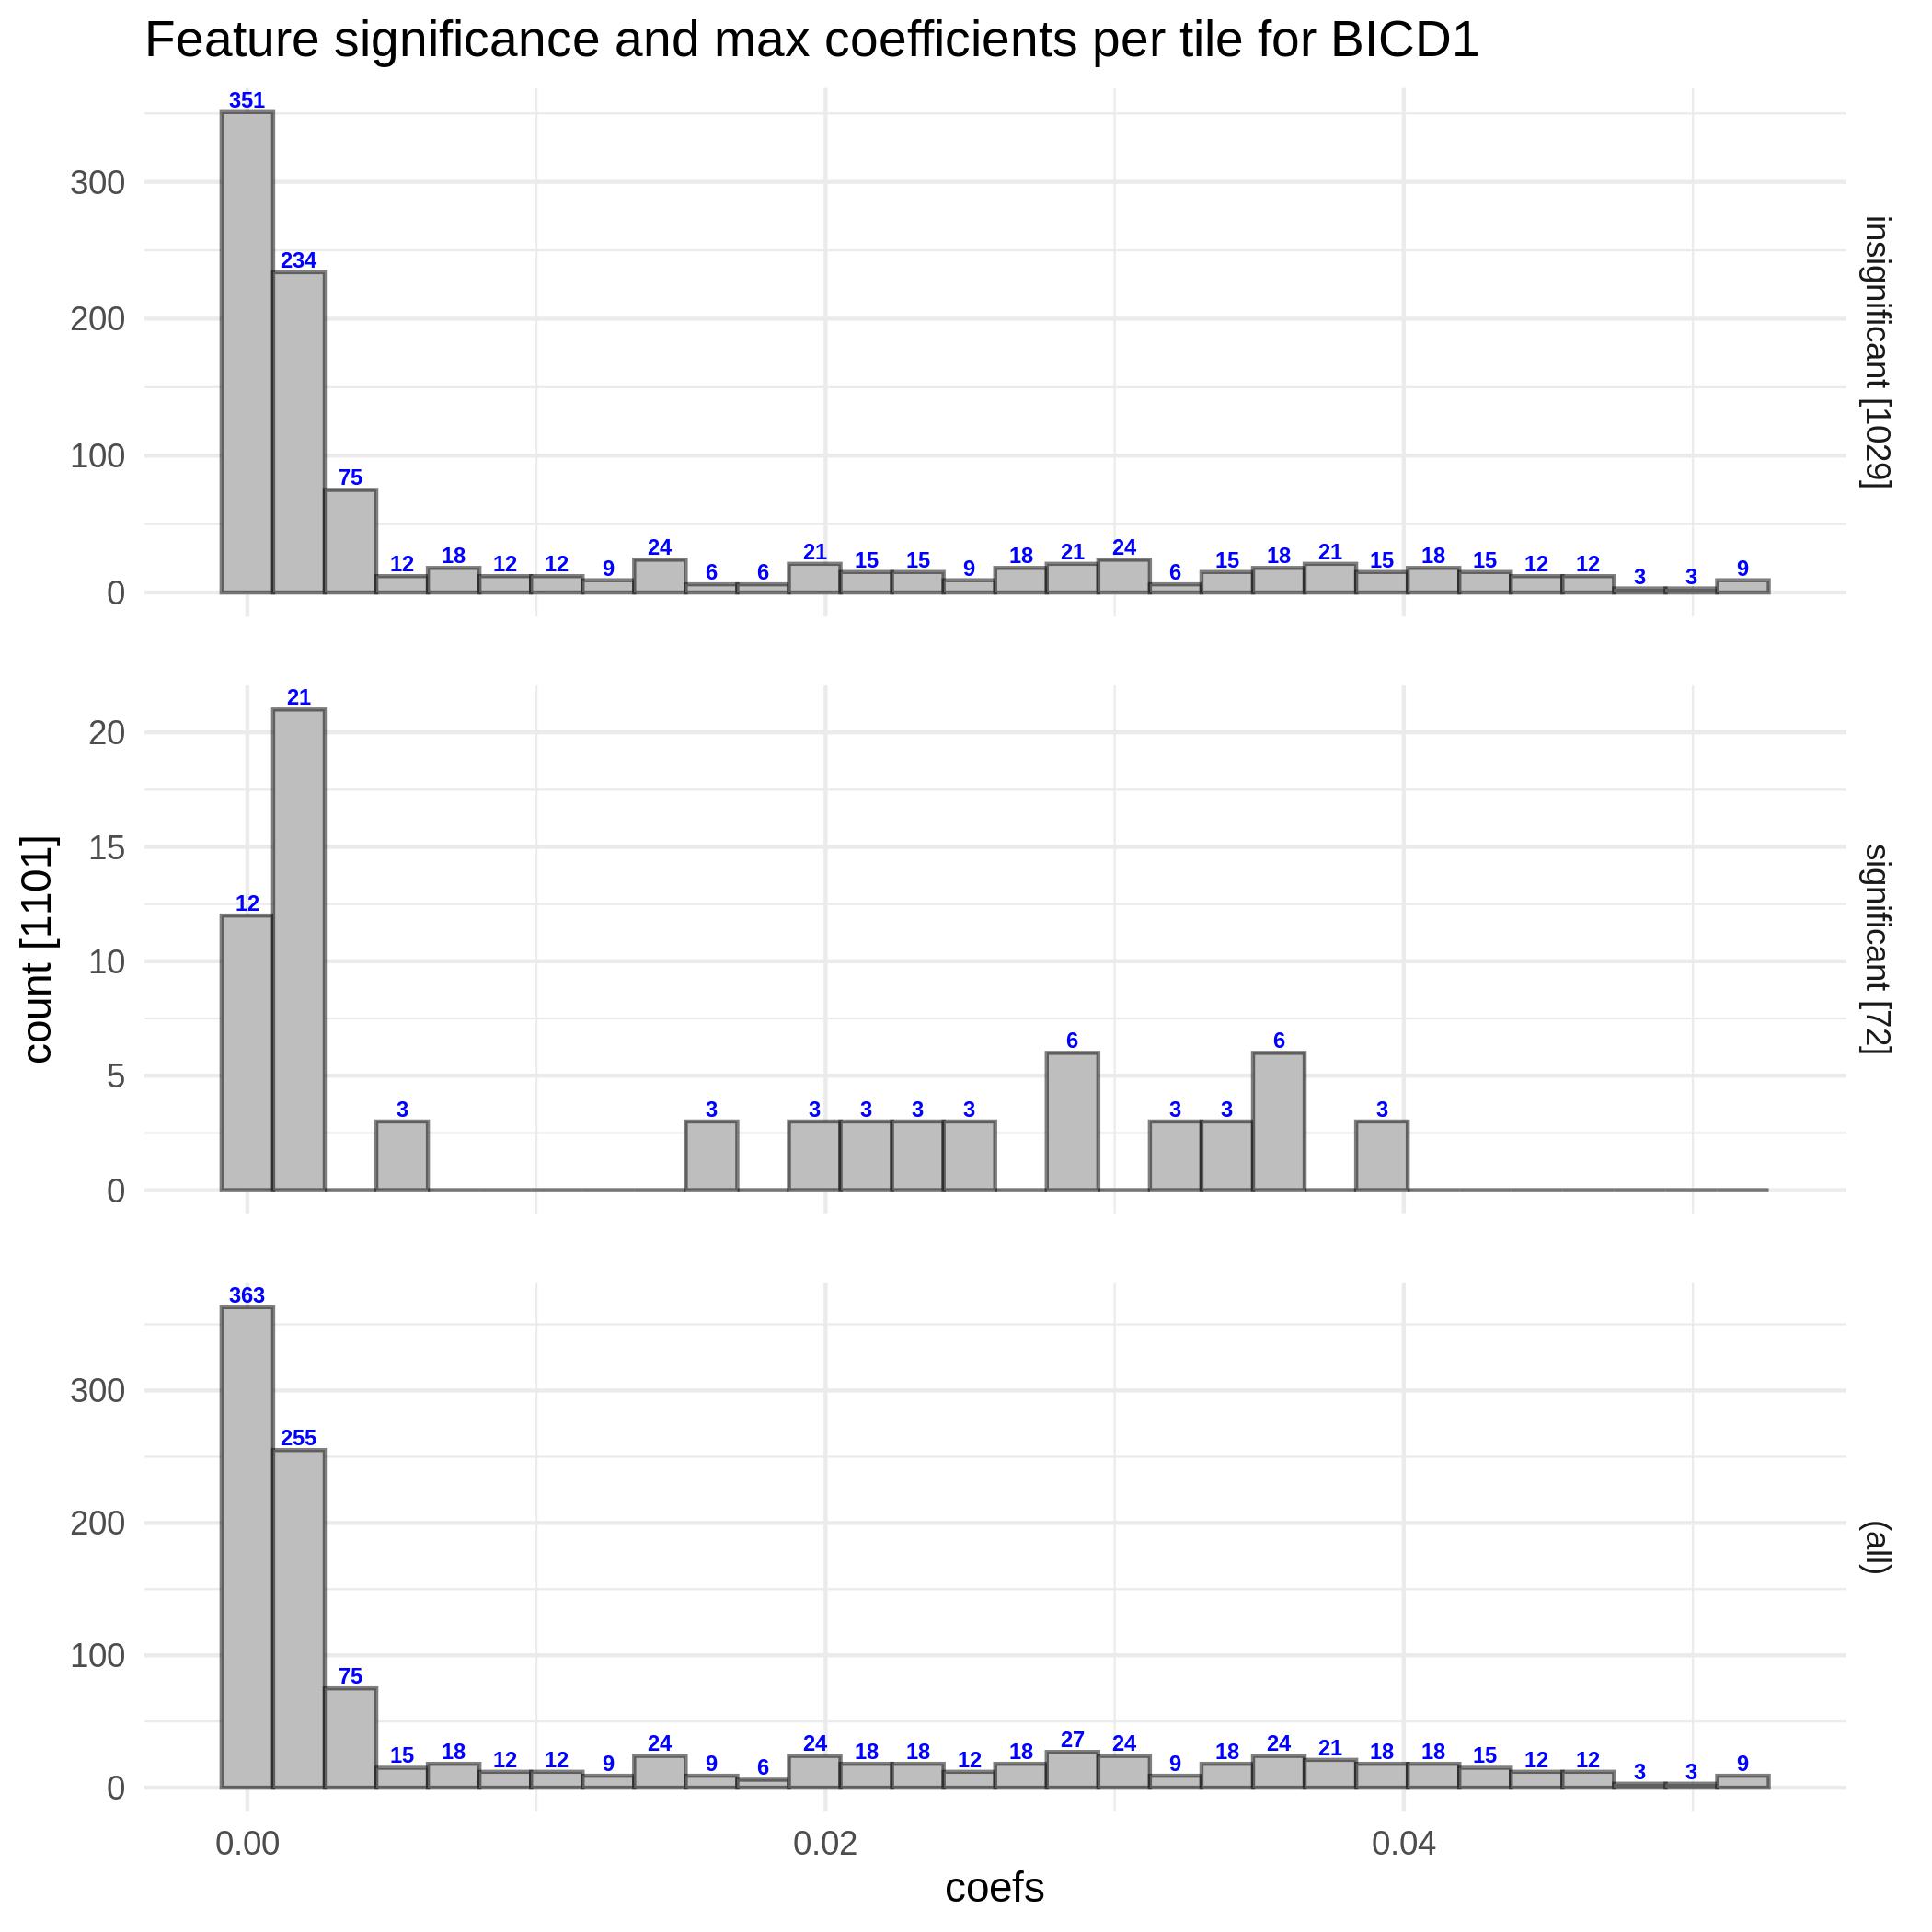 Feature significance and max coefficients per tile for BICD1
351
234
75
12 18 12 12 9 24 6 6 21 15 15 9 18 21 24 6 15 18 21 15 18 15 12 12 3 3 9
300
200
100
0
insignificant [1029]
12
21
3 3 3 3 3 3 6 3 3 6 3
20
15
10
5
0
significant [72]
count [1101]
363
255
75
15 18 12 12 9 24 9 6 24 18 18 12 18 27 24 9 18 24 21 18 18 15 12 12 3 3 9
300
200
100
0
(all)
0.00 0.02 0.04
coefs